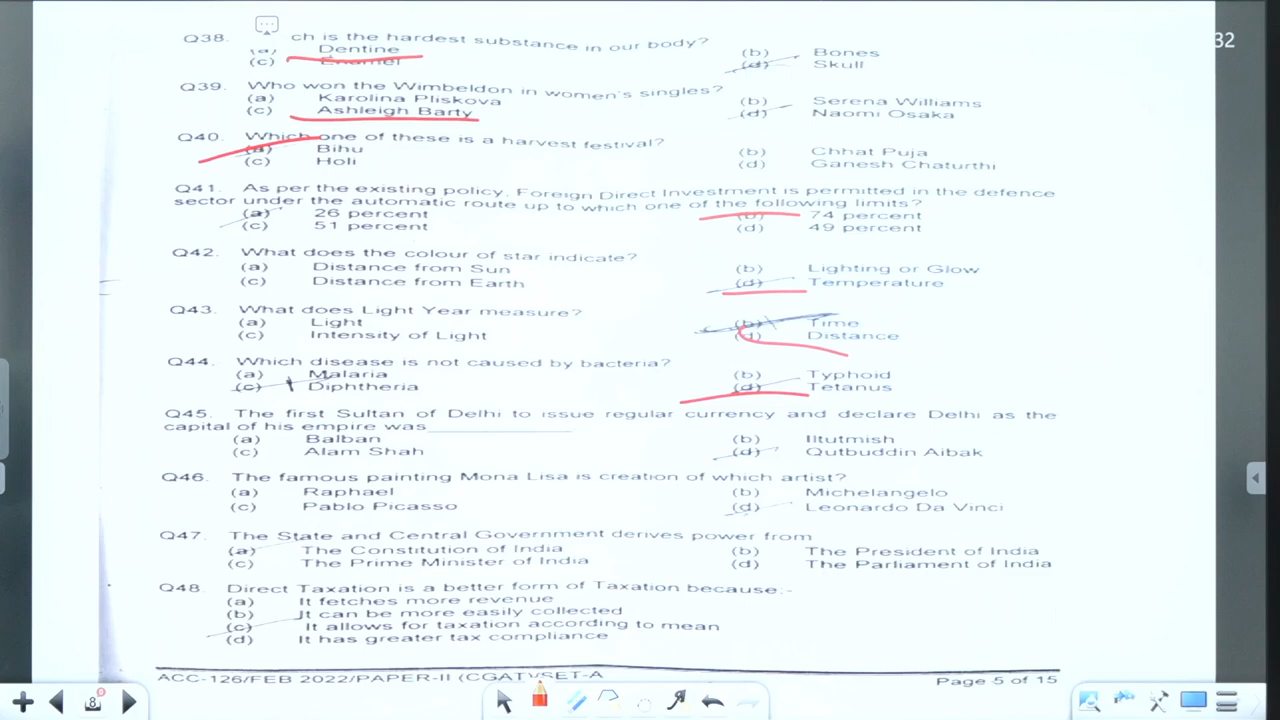 32
Q38. ch is the hardest substance in our body?
(a) Dentine (b) Bones
(c) Enamel (d) Skull
Q39. Who won the Wimbeldon in women's singles?
(a) Karolina Pliskova (b) Serena Williams
(c) Ashleigh Barty (d) Naomi Osaka
Q40. Which one of these is a harvest festival?
(a) Bihu (b) Chhat Puja
(c) Holi (d) Ganesh Chaturthi
Q41. As per the existing policy, Foreign Direct Investment is permitted in the defence
sector under the automatic route up to which one of the following limits?
(a) 26 percent (b) 74 percent
(c) 51 percent (d) 49 percent
Q42. What does the colour of star indicate?
(a) Distance from Sun (b) Lighting or Glow
(c) Distance from Earth (d) Temperature
Q43. What does Light Year measure?
(a) Light (b) Time
(c) Intensity of Light (d) Distance
Q44. Which disease is not caused by bacteria?
(a) Malaria (b) Typhoid
(c) Diphtheria (d) Tetanus
Q45. The first Sultan of Delhi to issue regular currency and declare Delhi as the
capital of his empire was
(a) Balban (b) Iltutmish
(c) Alam Shah (d) Qutbuddin Aibak
Q46. The famous painting Mona Lisa is creation of which artist?
(a) Raphael (b) Michelangelo
(c) Pablo Picasso (d) Leonardo Da Vinci
Q47. The State and Central Government derives power from
(a) The Constitution of India (b) The President of India
(c) The Prime Minister of India (d) The Parliament of India
Q48. Direct Taxation is a better form of Taxation because:-
(a) It fetches more revenue
(b) It can be more easily collected
(c) It allows for taxation according to mean
(d) It has greater tax compliance
ACC-126/FEB 2022/PAPER-II (CGAT)/SET-A Page 5 of 15
8